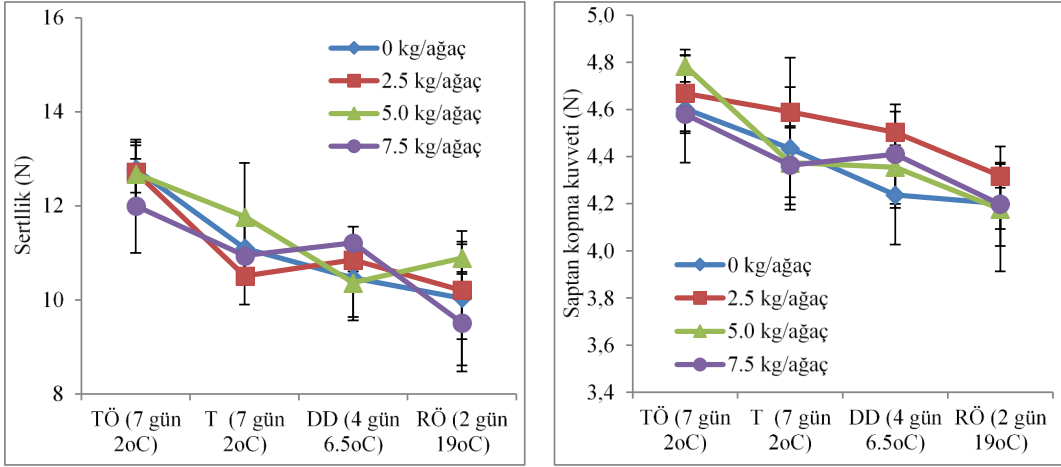 16
14
12
10
8
Sertllik (N)
0 kg/ağaç
2.5 kg/ağaç
5.0 kg/ağaç
7.5 kg/ağaç
TÖ (7 gün
2oC)
T (7 gün
2oC)
DD (4 gün
6.5oC)
RÖ (2 gün
19oC)
5,0
4,8
4,6
4,4
4,2
4,0
3,8
3,6
3,4
Saptan kopma kuvveti (N)
0 kg/ağaç
2.5 kg/ağaç
5.0 kg/ağaç
7.5 kg/ağaç
TÖ (7 gün
2oC)
T (7 gün
2oC)
DD (4 gün
6.5oC)
RÖ (2 gün
19oC)